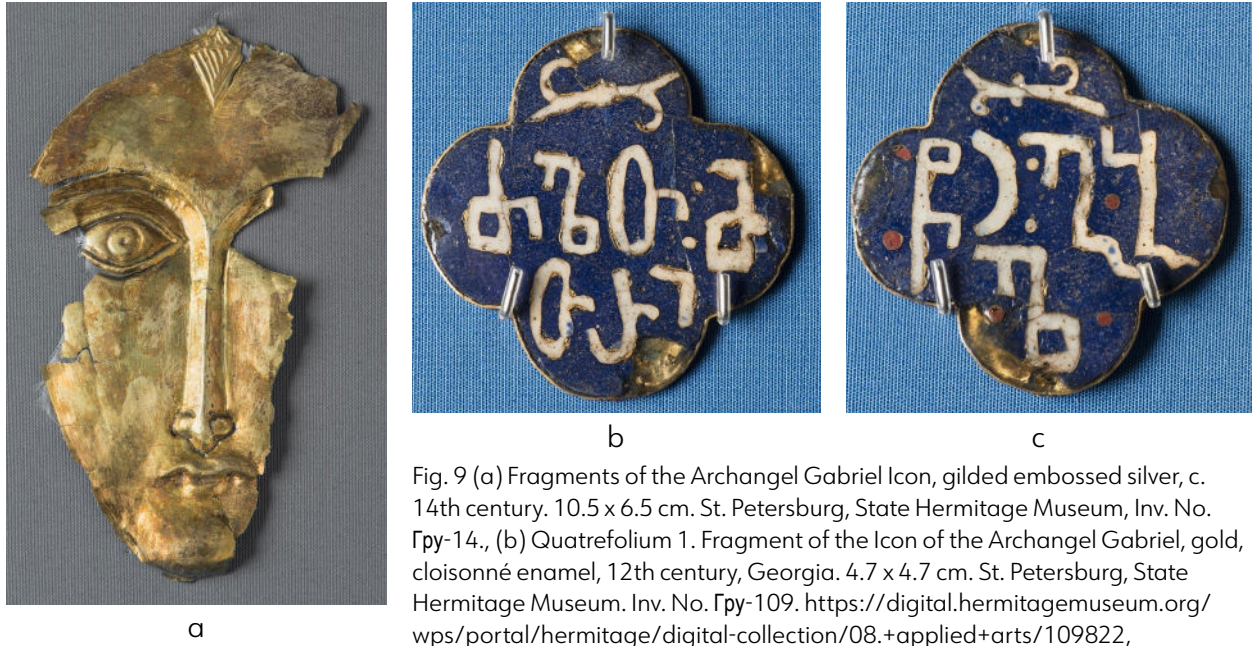 a
b
c
Fig. 9 (a) Fragments of the Archangel Gabriel Icon, gilded embossed silver, c.
14th century. 10.5 x 6.5 cm. St. Petersburg, State Hermitage Museum, Inv. No.
Гру-14., (b) Quatrefolium 1. Fragment of the Icon of the Archangel Gabriel, gold,
cloisonné enamel, 12th century, Georgia. 4.7 x 4.7 cm. St. Petersburg, State
Hermitage Museum. Inv. No. Гру-109. https://digital.hermitagemuseum.org/
wps/portal/hermitage/digital-collection/08.+applied+arts/109822,